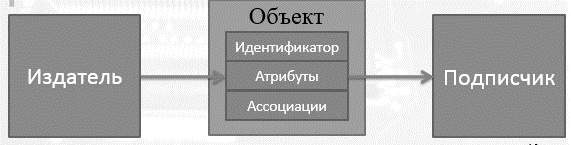 Объект
Издатель
Идентификатор
Атрибуты
Ассоциации
Подписчик